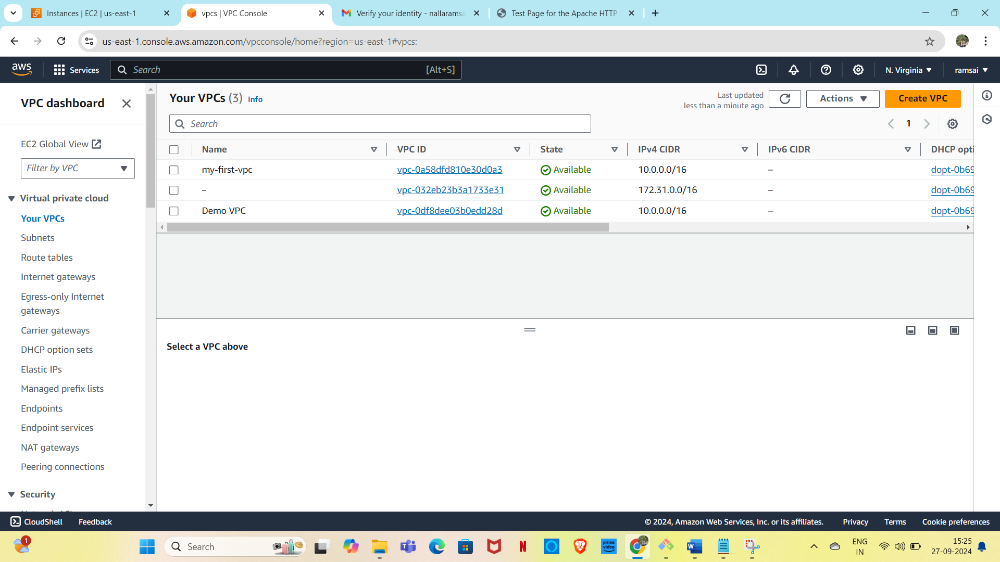 Instances | EC2 | us-east-1
vpcs | VPC Console
Verify your identity - nallaramsa
Test Page for the Apache HTTP
us-east-1.console.aws.amazon.com/vpcconsole/home?region=us-east-1#vpcs:
aws
Services
Search
[Alt+S]
N. Virginia
ramsai
VPC dashboard
EC2 Global View
Filter by VPC
Virtual private cloud
Your VPCs
Subnets
Route tables
Internet gateways
Egress-only Internet
gateways
Carrier gateways
DHCP option sets
Elastic IPs
Managed prefix lists
Endpoints
Endpoint services
NAT gateways
Peering connections
Security
Your VPCs (3) Info
Last updated
less than a minute ago
Actions
Create VPC
Search
1
Name VPC ID State IPv4 CIDR IPv6 CIDR DHCP opti
my-first-vpc vpc-0a58dfd810e30d0a3 Available 10.0.0.0/16 – dopt-0b69
– vpc-032eb23b3a1733e31 Available 172.31.0.0/16 – dopt-0b69
Demo VPC vpc-0df8dee03b0edd28d Available 10.0.0.0/16 – dopt-0b69
Select a VPC above
CloudShell Feedback
© 2024, Amazon Web Services, Inc. or its affiliates. Privacy Terms Cookie preferences
1
Search
prime
video
ENG
IN
15:25
27-09-2024